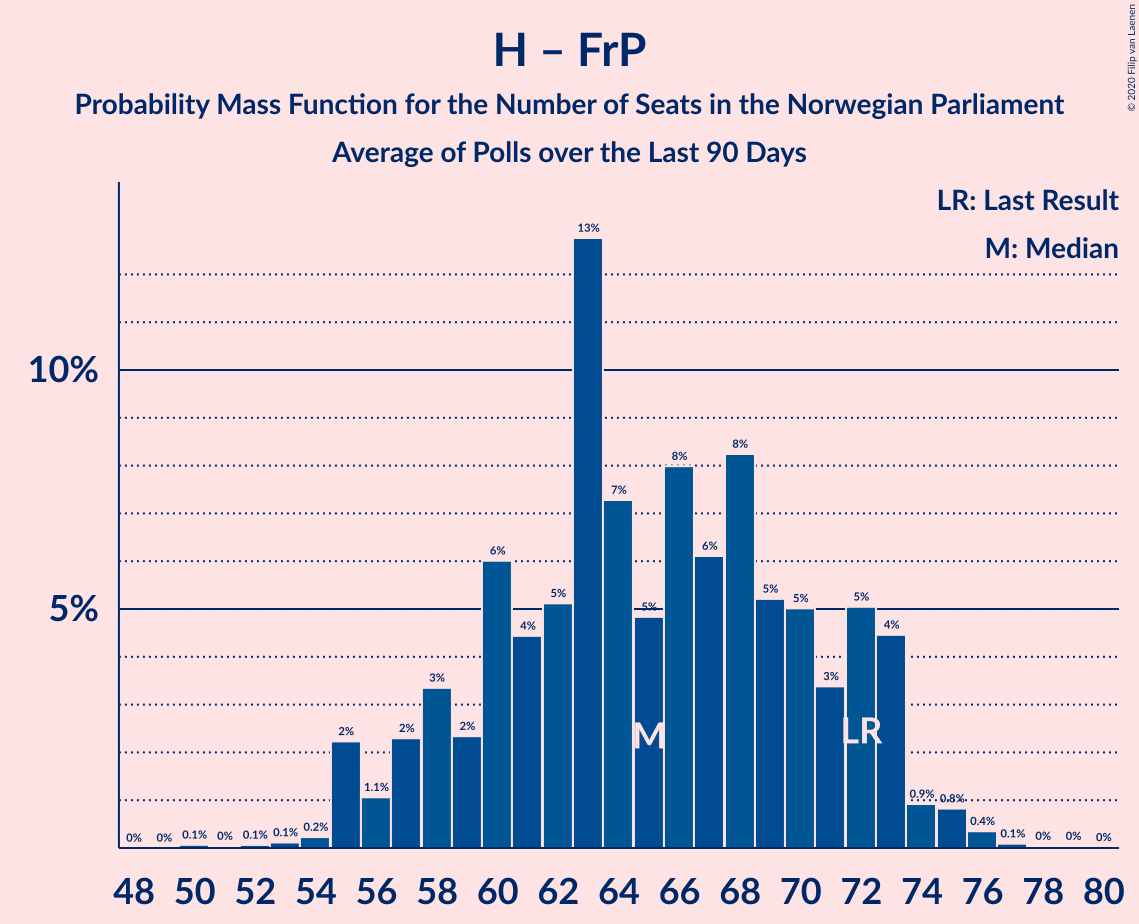 © 2020 Filip van Laenen
H – FrP
Probability Mass Function for the Number of Seats in the Norwegian Parliament
Average of Polls over the Last 90 Days
LR: Last Result
M: Median
10%
5%
0% 0% 0.1% 0% 0.1% 0.1% 0.2% 2% 1.1% 2% 3% 2% 6% 4% 5% 13% 7% 5% 8% 6% 8% 5% 5% 3% 5% 4% 0.9% 0.8% 0.4% 0.1% 0% 0% 0%
M
LR
48 50 52 54 56 58 60 62 64 66 68 70 72 74 76 78 80